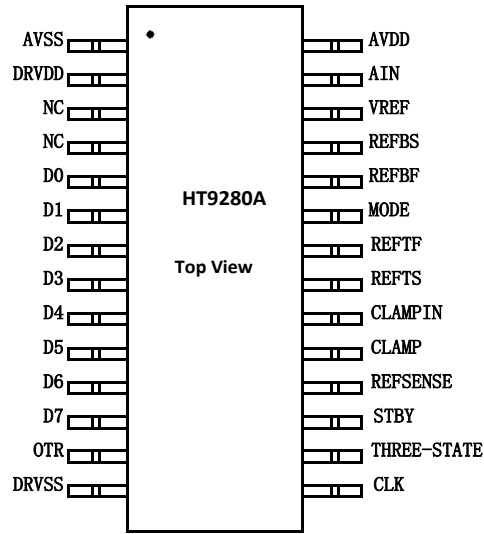 AVSS AVDD
DRVDD AIN
NC VREF
NC REFBS
D0 REFBF
HT9280A
D1 MODE
D2 REFTF
Top View
D3 REFTS
D4 CLAMPIN
D5 CLAMP
D6 REFSENSE
D7 STBY
OTR THREE-STATE
DRVSS CLK